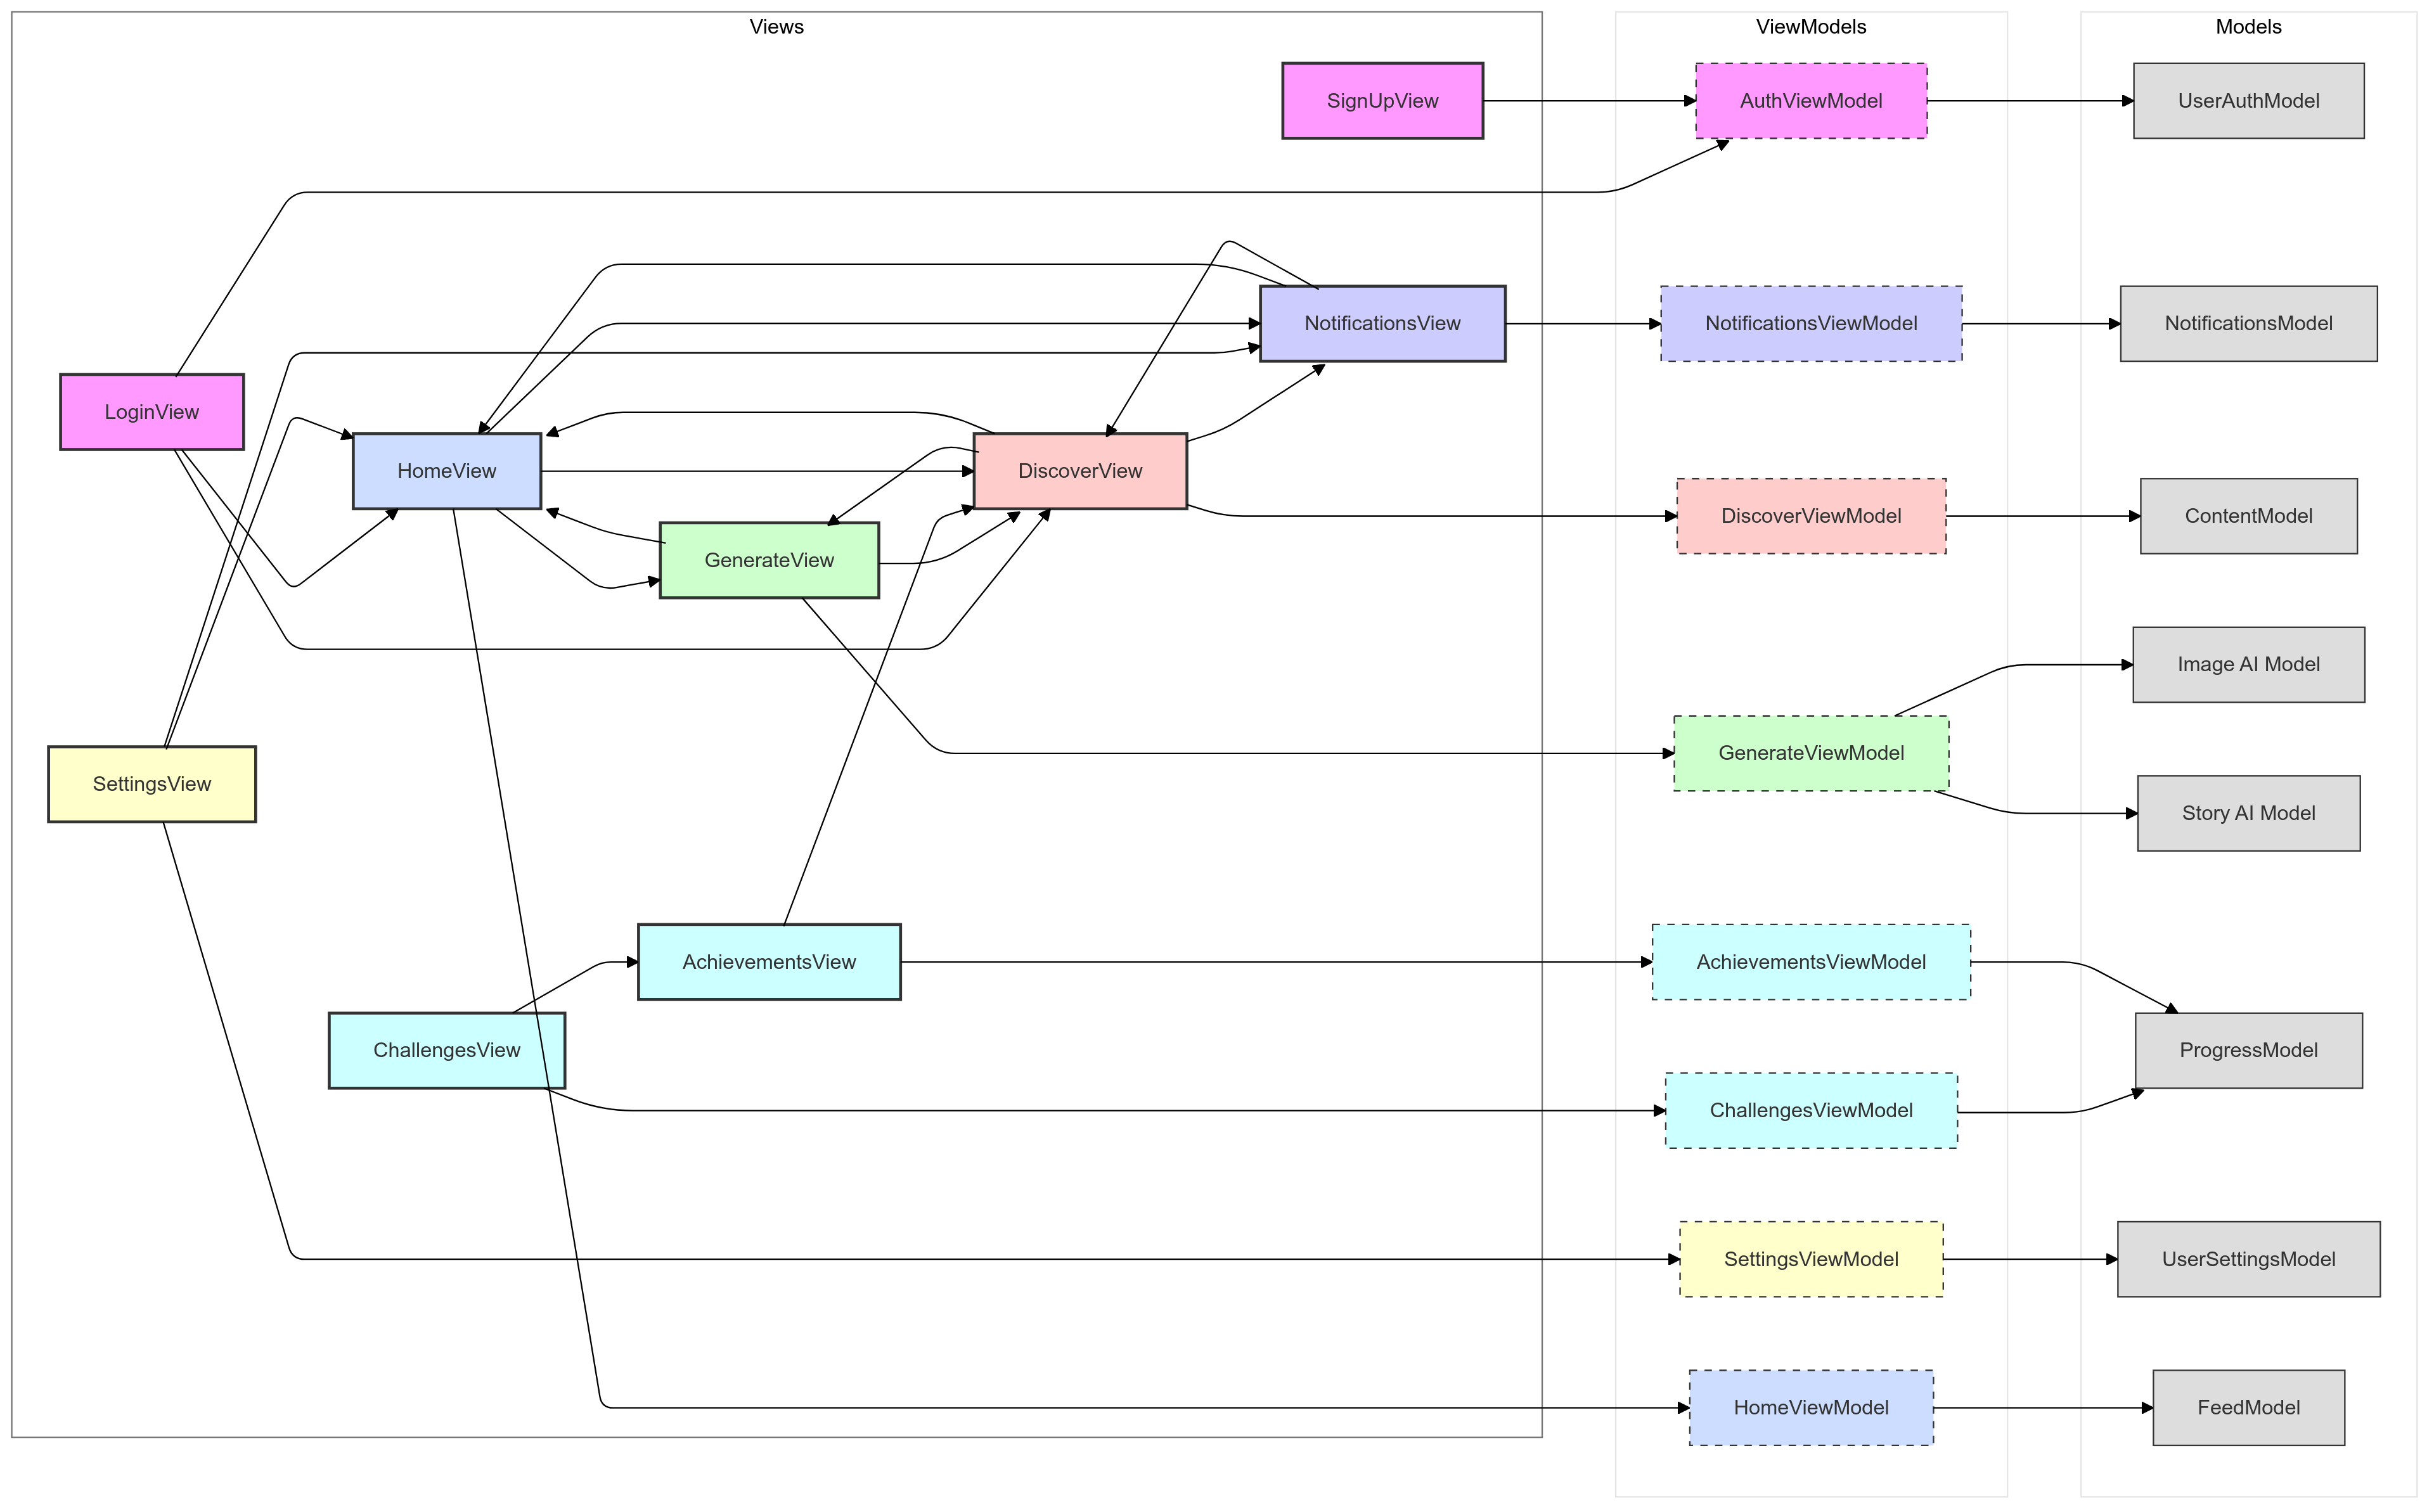 Views
ViewModels
Models
SignUpView
AuthViewModel
UserAuthModel
NotificationsView
NotificationsViewModel
NotificationsModel
LoginView
HomeView
DiscoverView
DiscoverViewModel
ContentModel
GenerateView
Image AI Model
GenerateViewModel
SettingsView
Story AI Model
AchievementsView
AchievementsViewModel
ChallengesView
ProgressModel
ChallengesViewModel
SettingsViewModel
UserSettingsModel
HomeViewModel
FeedModel